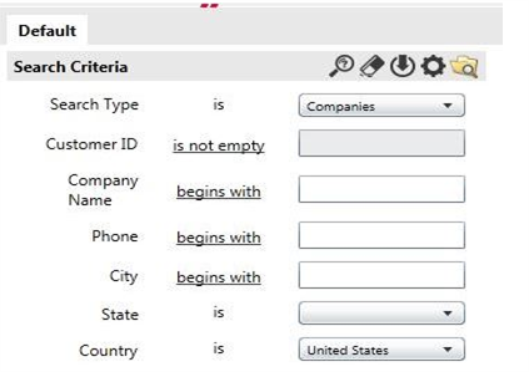 Default
Search Criteria
Search Type is Companies
Customer ID is not empty
Company
Name begins with
Phone begins with
City begins with
State is
Country is United States